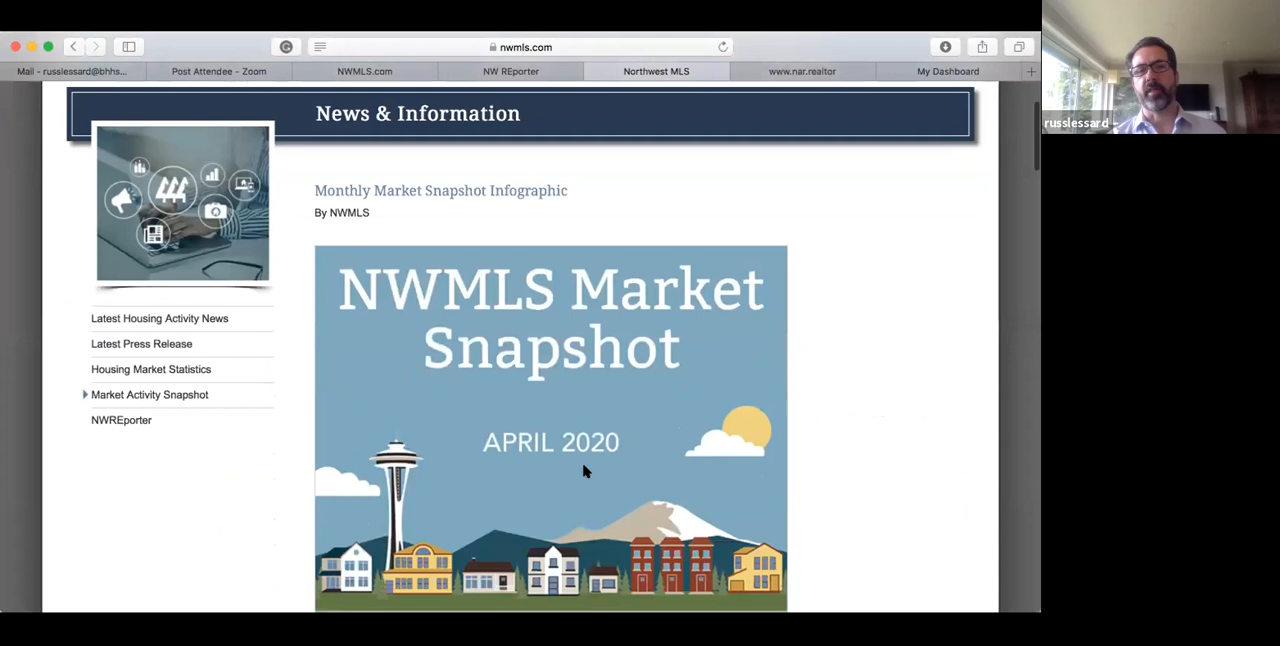 nwmls.com
Mail - russlessard@bhhs...
Post Attendee - Zoom
NWMLS.com
NW REporter
Northwest MLS
www.nar.realtor
My Dashboard
russlessard
News & Information
Monthly Market Snapshot Infographic
By NWMLS
NWMLS Market
Snapshot
APRIL 2020
Latest Housing Activity News
Latest Press Release
Housing Market Statistics
Market Activity Snapshot
NWREporter